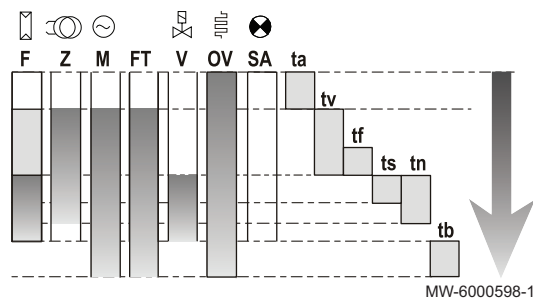 F Z M FT V OV SA ta
tv
tf
ts tn
tb
MW-6000598-1